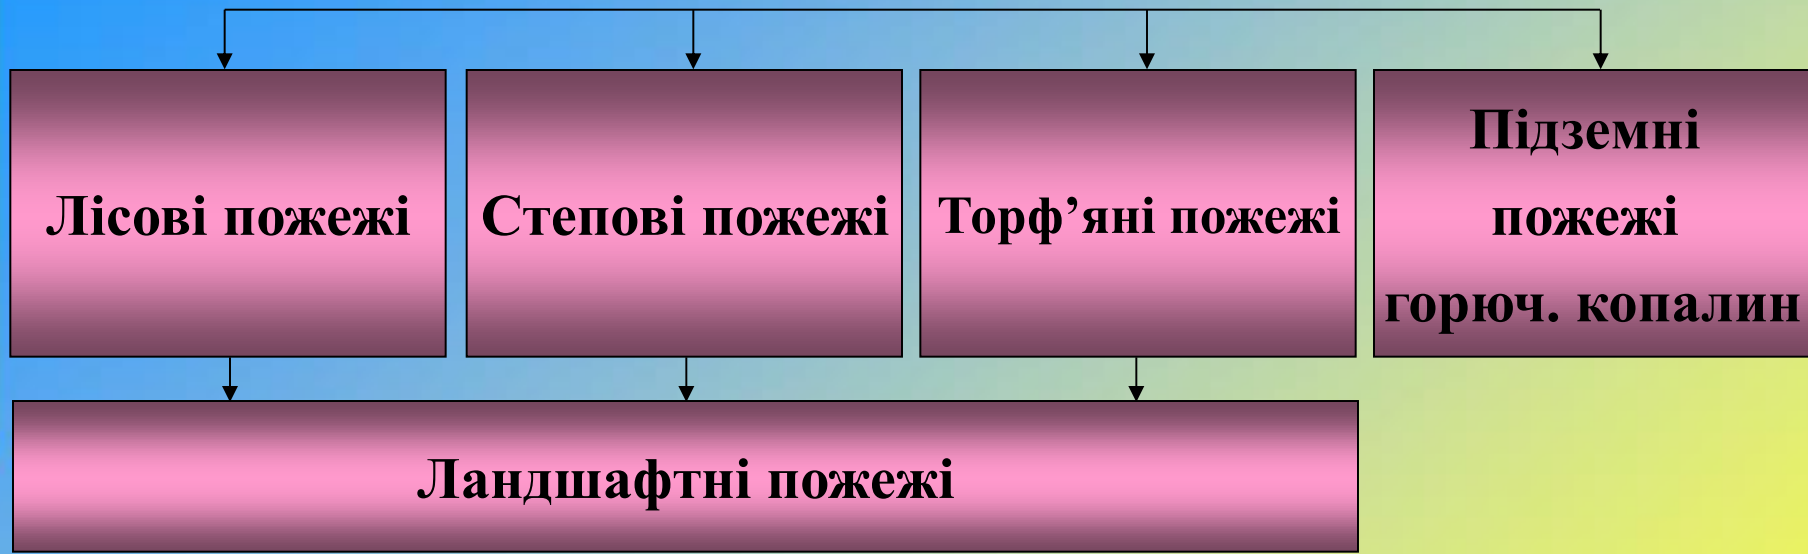 Лісові пожежі
Степові пожежі
Торф’яні пожежі
Підземні
пожежі
горюч. копалин
Ландшафтні пожежі